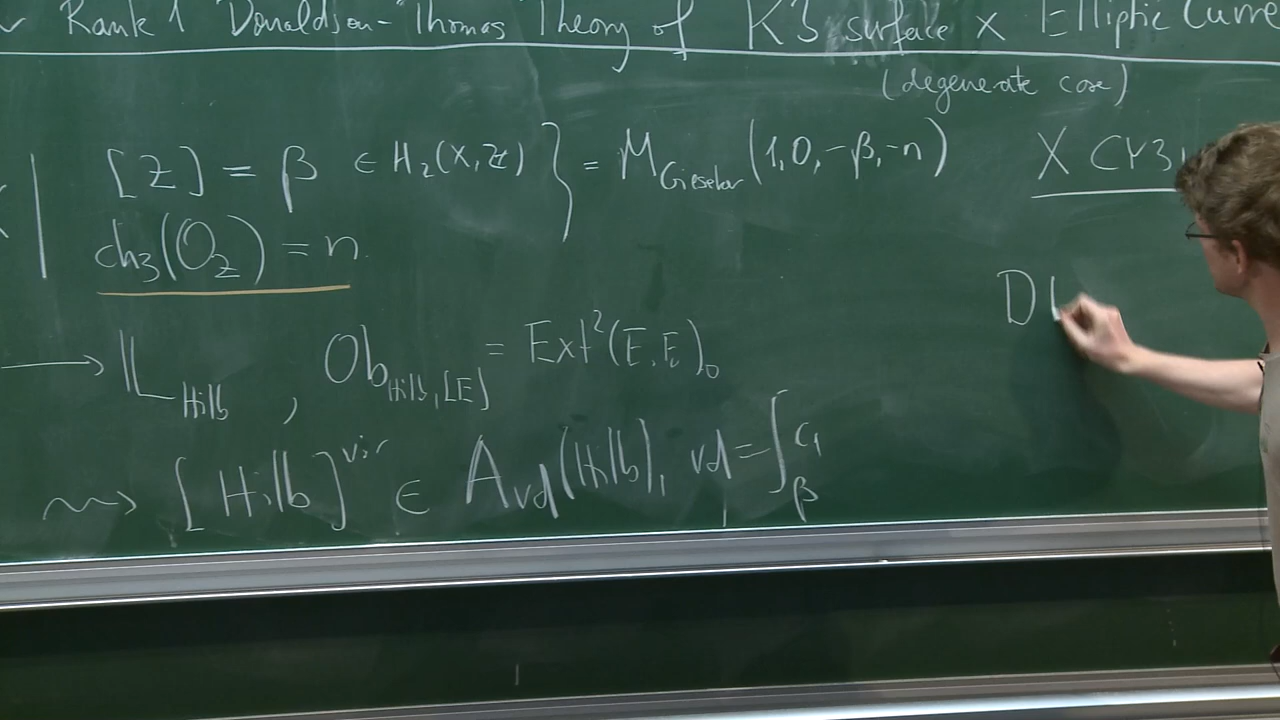 Rank 1 Donaldson-Thomas Theory of K3 surface × Elliptic Curve
(degenerate case)
[Z] = β ∈ H₂(X, ℤ) } = M_Gieseker (1,0,-β,-n) X CY3,
ch₃(O_Z) = n.
→ 𝕃_Hilb , Ob_Hilb,[E] = Ext²(E,E)₀
⇝ [Hilb]^vir ∈ A_vd(Hilb), vd = ∫_β c₁
D